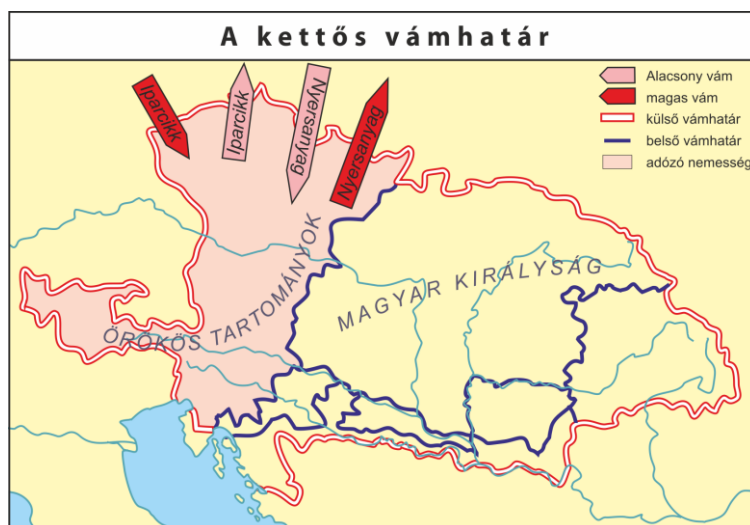 A kettős vámhatár
Iparcikk
Iparcikk
Nyersanyag
Nyersanyag
Alacsony vám
magas vám
külső vámhatár
belső vámhatár
adózó nemesség
ÖRÖKÖS TARTOMÁNYOK
MAGYAR KIRÁLYSÁG